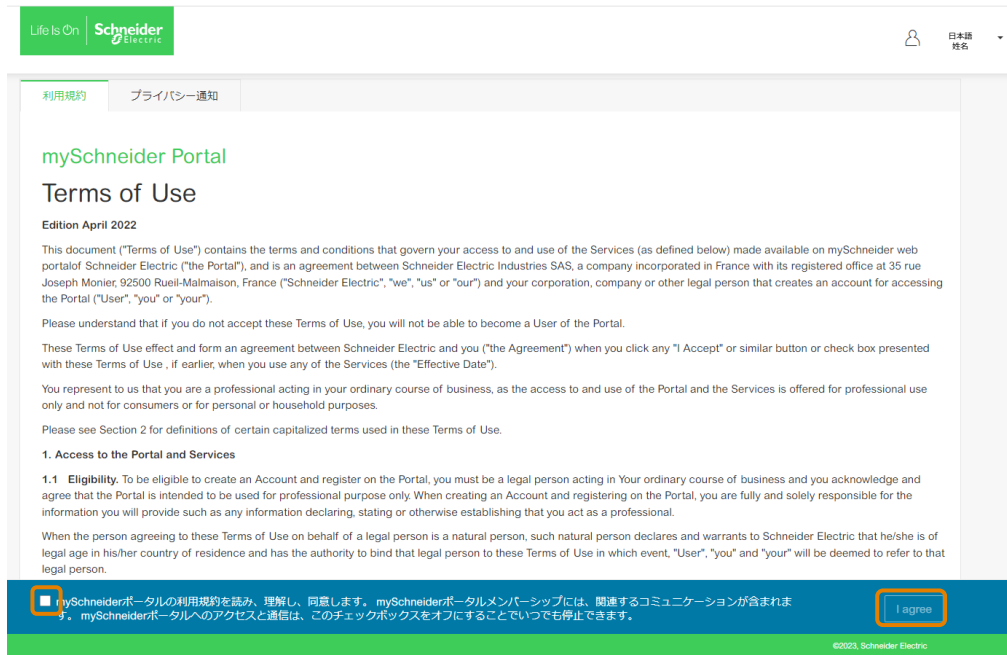 Life Is On Schneider Electric
日本語
姓名
利用規約 プライバシー通知
mySchneider Portal
Terms of Use
Edition April 2022
This document ("Terms of Use") contains the terms and conditions that govern your access to and use of the Services (as defined below) made available on mySchneider web
portalof Schneider Electric ("the Portal"), and is an agreement between Schneider Electric Industries SAS, a company incorporated in France with its registered office at 35 rue
Joseph Monier, 92500 Rueil-Malmaison, France ("Schneider Electric", "we", "us" or "our") and your corporation, company or other legal person that creates an account for accessing
the Portal ("User", "you" or "your").
Please understand that if you do not accept these Terms of Use, you will not be able to become a User of the Portal.
These Terms of Use effect and form an agreement between Schneider Electric and you ("the Agreement") when you click any "I Accept" or similar button or check box presented
with these Terms of Use , if earlier, when you use any of the Services (the "Effective Date").
You represent to us that you are a professional acting in your ordinary course of business, as the access to and use of the Portal and the Services is offered for professional use
only and not for consumers or for personal or household purposes.
Please see Section 2 for definitions of certain capitalized terms used in these Terms of Use.
1. Access to the Portal and Services
1.1 Eligibility. To be eligible to create an Account and register on the Portal, you must be a legal person acting in Your ordinary course of business and you acknowledge and
agree that the Portal is intended to be used for professional purpose only. When creating an Account and registering on the Portal, you are fully and solely responsible for the
information you will provide such as any information declaring, stating or otherwise establishing that you act as a professional.
When the person agreeing to these Terms of Use on behalf of a legal person is a natural person, such natural person declares and warrants to Schneider Electric that he/she is of
legal age in his/her country of residence and has the authority to bind that legal person to these Terms of Use in which event, "User", "you" and "your" will be deemed to refer to that
legal person.
mySchneiderポータルの利用規約を読み、理解し、同意します。 mySchneiderポータルメンバーシップには、関連するコミュニケーションが含まれま
す。 mySchneiderポータルへのアクセスと通信は、このチェックボックスをオフにすることでいつでも停止できます。
I agree
©2023, Schneider Electric